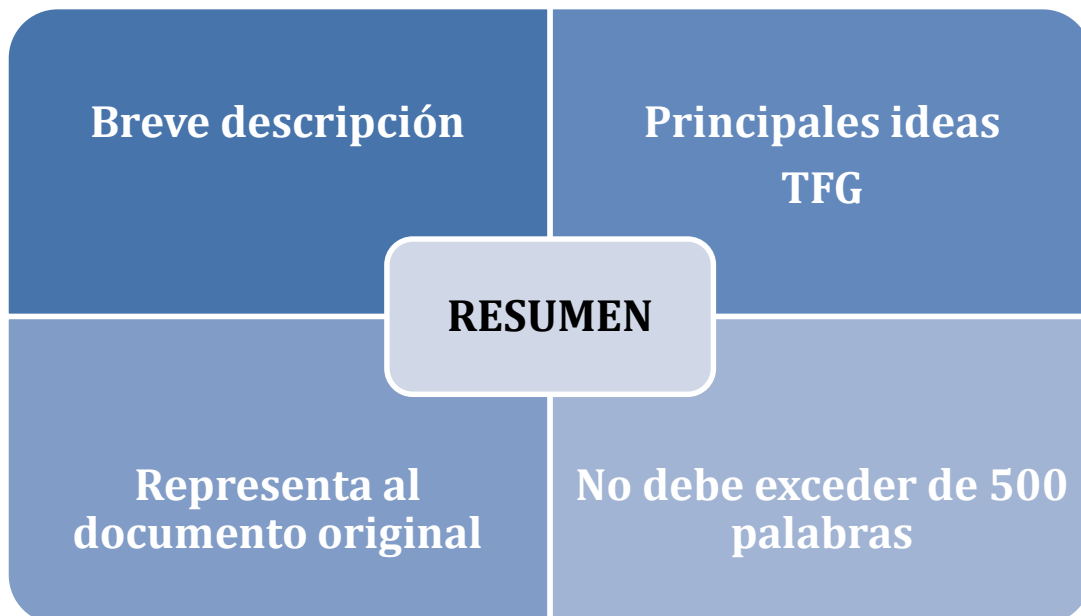 Breve descripción
Principales ideas
TFG
RESUMEN
Representa al
documento original
No debe exceder de 500
palabras